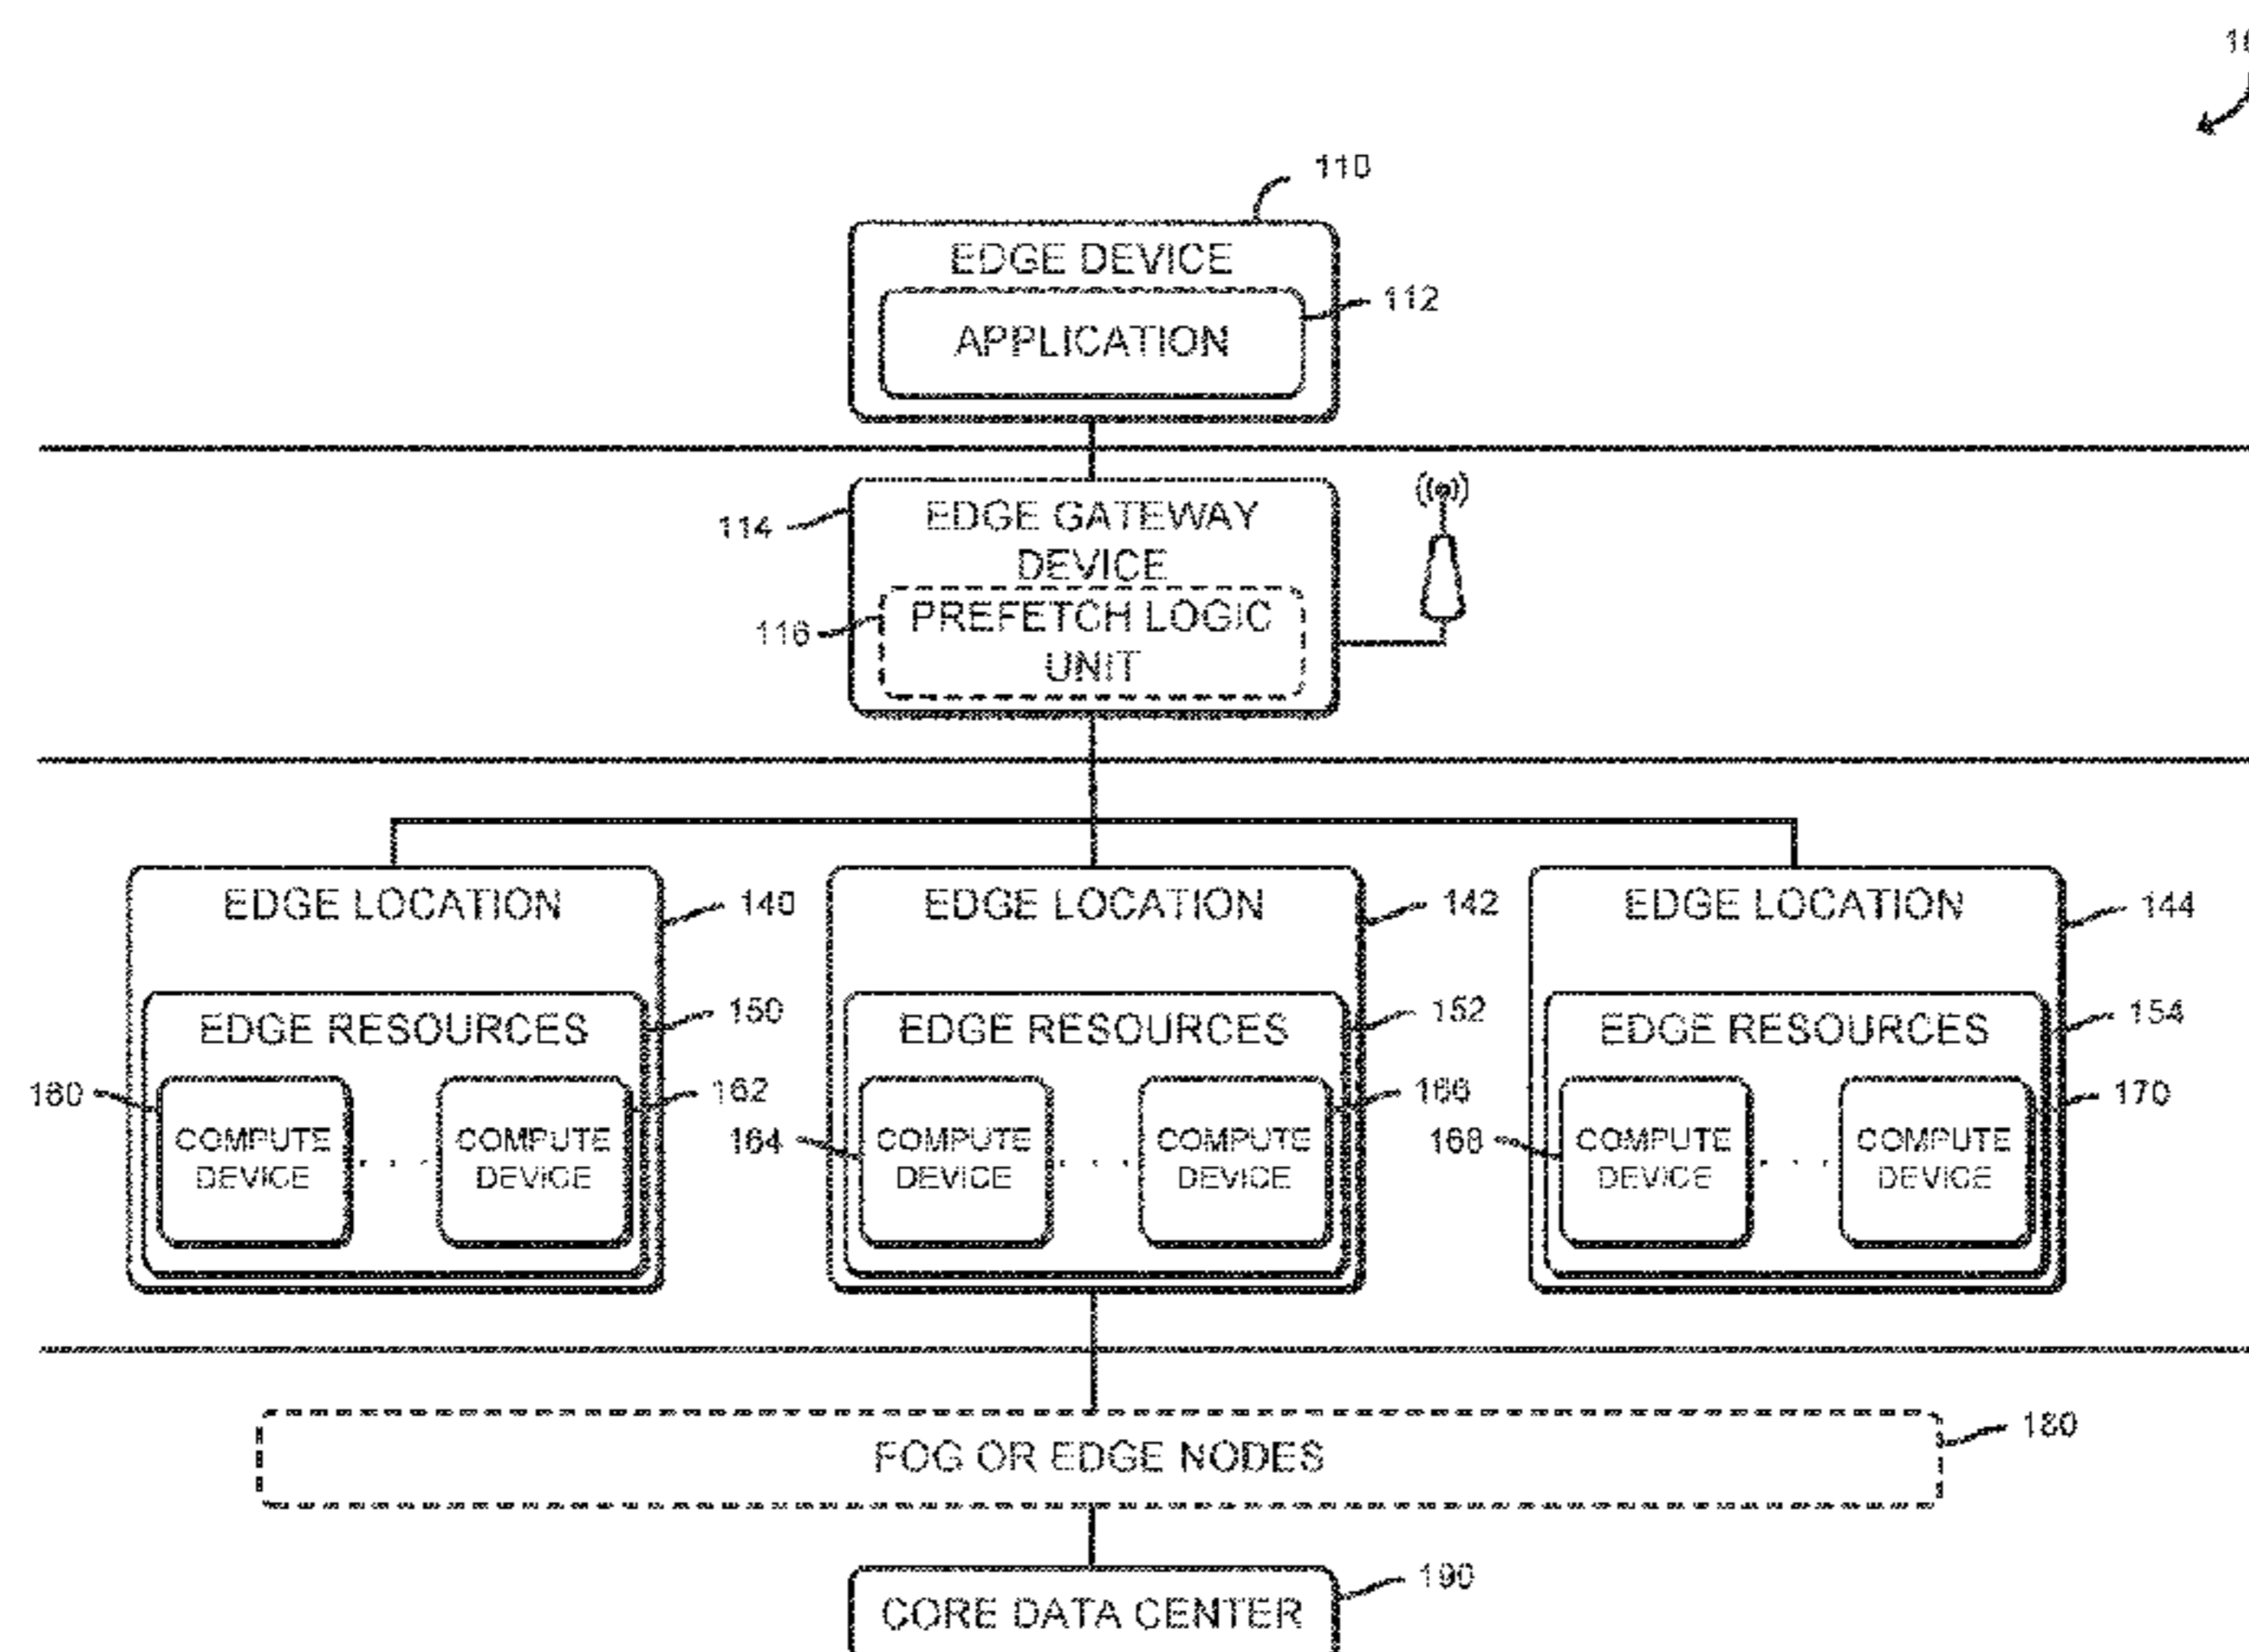 110
EDGE DEVICE
112
APPLICATION
114
EDGE GATEWAY
DEVICE
116
PREFETCH LOGIC
UNIT
EDGE LOCATION
140
EDGE LOCATION
142
EDGE LOCATION
144
EDGE RESOURCES
150
EDGE RESOURCES
152
EDGE RESOURCES
154
160
COMPUTE
DEVICE
. . .
COMPUTE
DEVICE
162
164
COMPUTE
DEVICE
. . .
COMPUTE
DEVICE
166
168
COMPUTE
DEVICE
. . .
COMPUTE
DEVICE
170
FOG OR EDGE NODES
180
CORE DATA CENTER
190